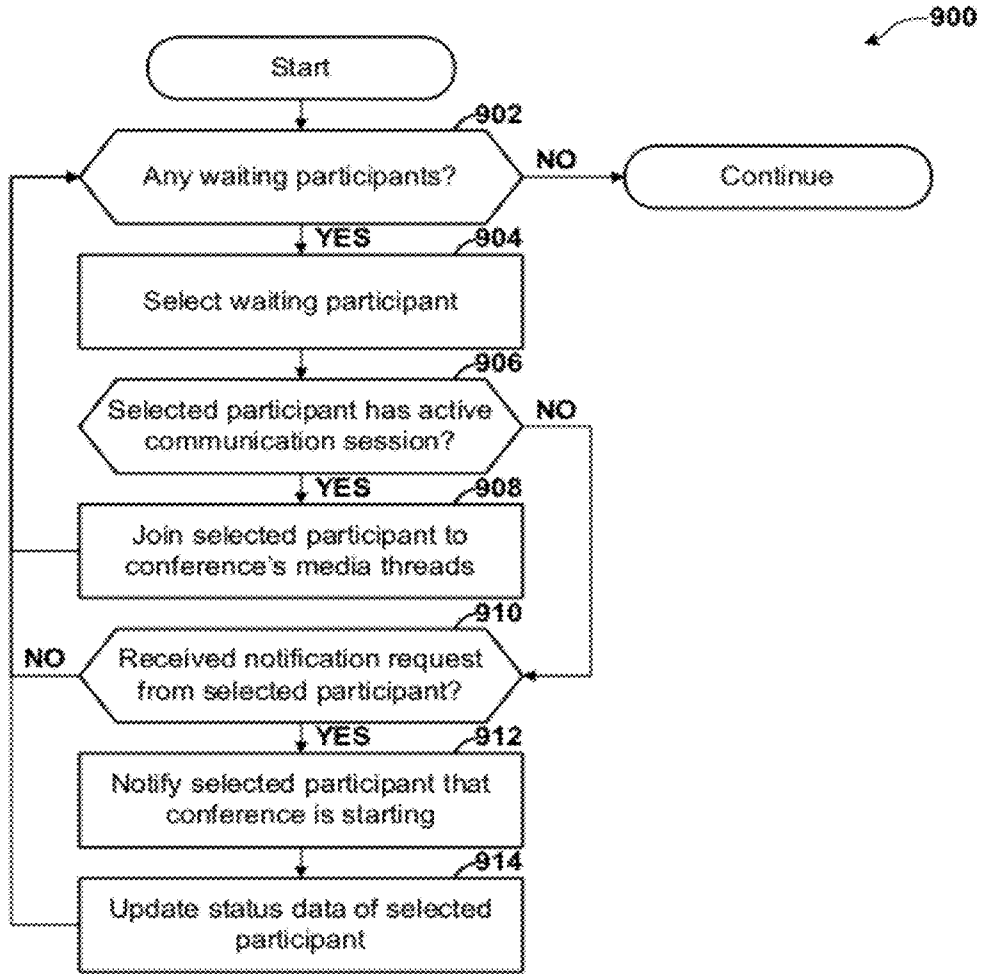 900
Start
902
Any waiting participants?
NO
Continue
YES
904
Select waiting participant
906
Selected participant has active
communication session?
NO
YES
908
Join selected participant to
conference's media threads
910
NO
Received notification request
from selected participant?
YES
912
Notify selected participant that
conference is starting
914
Update status data of selected
participant